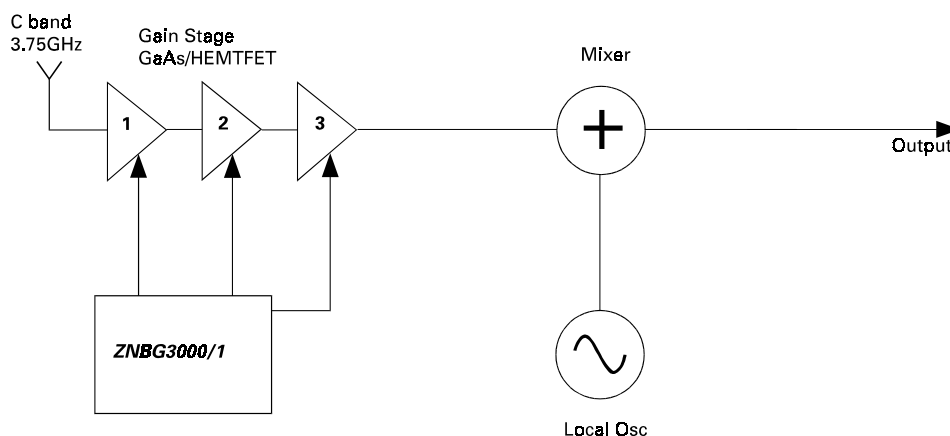 C band
3.75GHz
Gain Stage
GaAs/HEMTFET
Mixer
1
2
3
Output
ZNBG3000/1
Local Osc